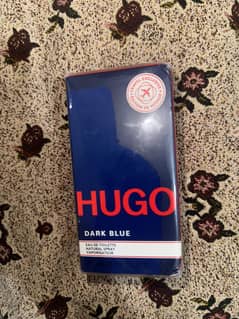 HUGO
DARK BLUE
EAU DE TOILETTE
NATURAL SPRAY
VAPORISATEUR